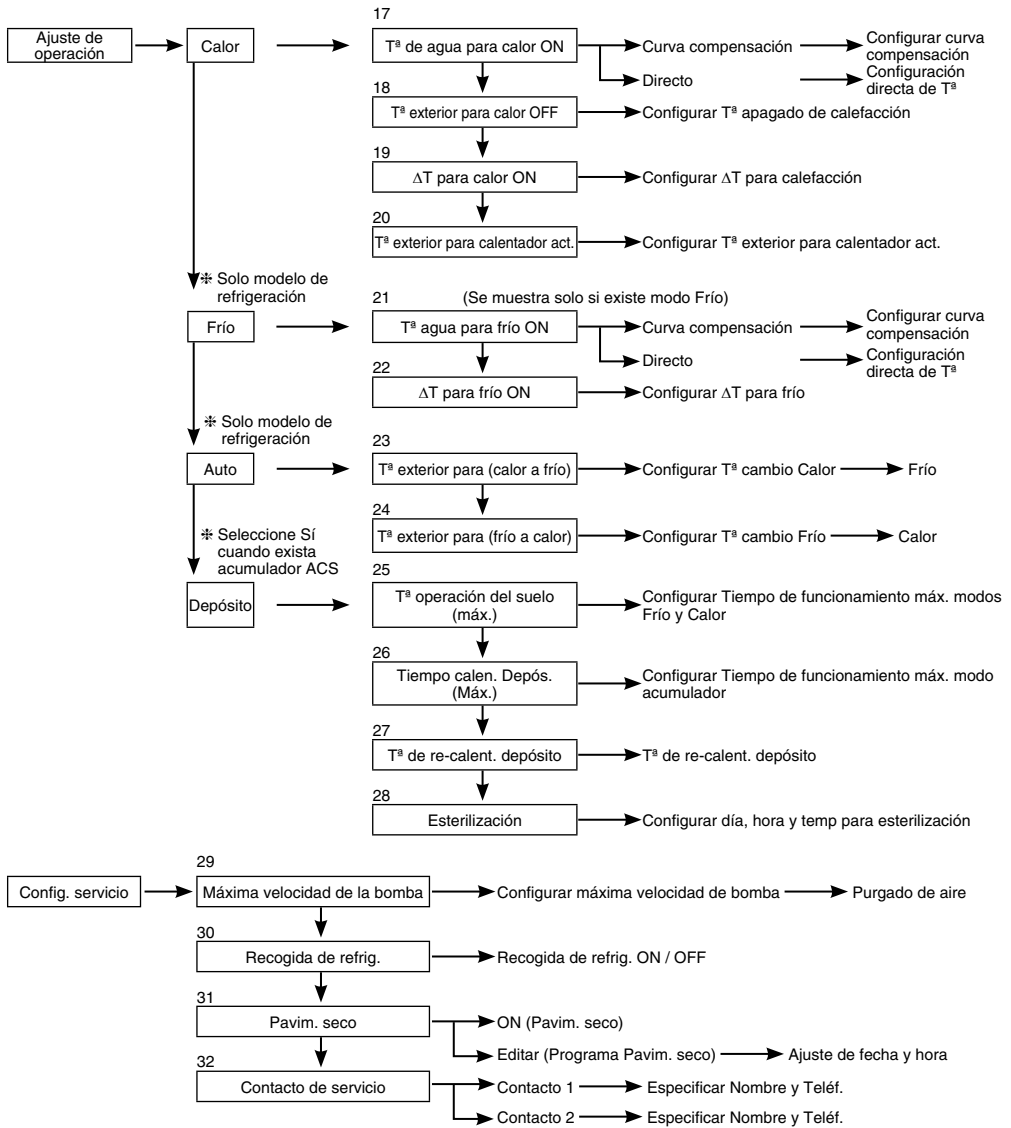 17
Ajuste de
operación
Calor
Tª de agua para calor ON
Curva compensación
Configurar curva
compensación
Directo
Configuración
directa de Tª
18
Tª exterior para calor OFF
Configurar Tª apagado de calefacción
19
∆T para calor ON
Configurar ∆T para calefacción
20
Tª exterior para calentador act.
Configurar Tª exterior para calentador act.
❈ Solo modelo de
refrigeración
21
(Se muestra solo si existe modo Frío)
Frío
Tª agua para frío ON
Curva compensación
Configurar curva
compensación
Directo
Configuración
directa de Tª
22
∆T para frío ON
Configurar ∆T para frío
❈ Solo modelo de
refrigeración
23
Auto
Tª exterior para (calor a frío)
Configurar Tª cambio Calor
Frío
24
Tª exterior para (frío a calor)
Configurar Tª cambio Frío
Calor
❈ Seleccione Sí
cuando exista
acumulador ACS
25
Depósito
Tª operación del suelo
(máx.)
Configurar Tiempo de funcionamiento máx. modos
Frío y Calor
26
Tiempo calen. Depós.
(Máx.)
Configurar Tiempo de funcionamiento máx. modo
acumulador
27
Tª de re-calent. depósito
Tª de re-calent. depósito
28
Esterilización
Configurar día, hora y temp para esterilización
29
Config. servicio
Máxima velocidad de la bomba
Configurar máxima velocidad de bomba
Purgado de aire
30
Recogida de refrig.
Recogida de refrig. ON / OFF
31
Pavim. seco
ON (Pavim. seco)
Editar (Programa Pavim. seco)
Ajuste de fecha y hora
32
Contacto de servicio
Contacto 1
Especificar Nombre y Teléf.
Contacto 2
Especificar Nombre y Teléf.